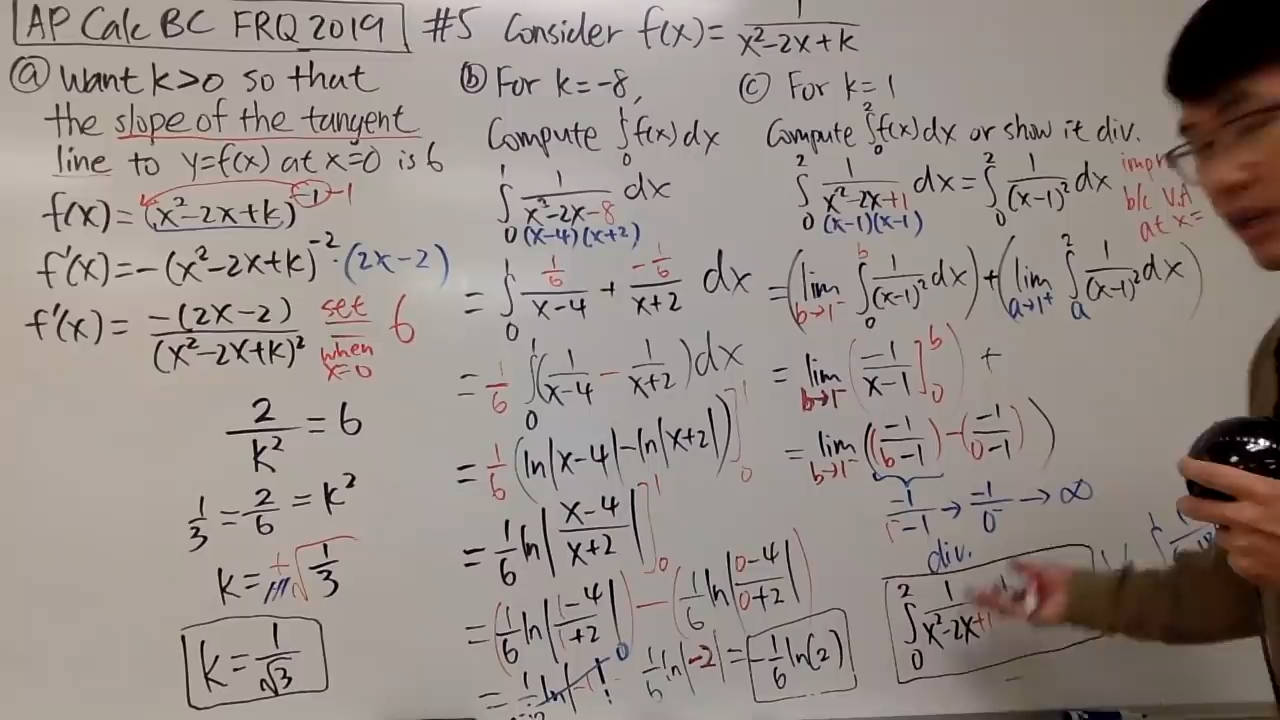 AP Calc BC FRQ 2019 #5 Consider f(x) = 1/(x²-2x+k)
ⓐ Want k>0 so that
the slope of the tangent
line to y=f(x) at x=0 is 6
f(x) = (x²-2x+k)^(-1) -1
f'(x) = -(x²-2x+k)^(-2)·(2x-2)
f'(x) = -(2x-2)/(x²-2x+k)² set = 6
when
x=0
2/k² = 6
1/3 = 2/6 = k²
k = √(1/3)
k = 1/√3
ⓑ For k=-8,
Compute ∫₀¹ f(x) dx
∫₀¹ 1/(x²-2x-8) dx
(x-4)(x+2)
= ∫₀¹ (1/6)/(x-4) + (-1/6)/(x+2) dx
= 1/6 ∫₀¹ (1/(x-4) - 1/(x+2)) dx
= 1/6 (ln|x-4| - ln|x+2|)]₀¹
= 1/6 ln|(x-4)/(x+2)|]₀¹
= (1/6 ln|(1-4)/(1+2)|) - (1/6 ln|(0-4)/(0+2)|)
1/6 ln|-2| = -1/6 ln(2)
ⓒ For k=1
Compute ∫₀² f(x) dx or show it div.
∫₀² 1/(x²-2x+1) dx = ∫₀² 1/(x-1)² dx
(x-1)(x-1)
b/c V.A
at x=
= (lim b→1⁻ ∫₀ᵇ 1/(x-1)² dx) + (lim a→1⁺ ∫ₐ² 1/(x-1)² dx)
= lim b→1⁻ (-1/(x-1)]₀ᵇ) +
= lim b→1⁻ ((-1/(b-1)) - (-1/(0-1)))
-1/(1⁻-1) → -1/0⁻ → ∞
div.
∫₀² 1/(x²-2x+1)